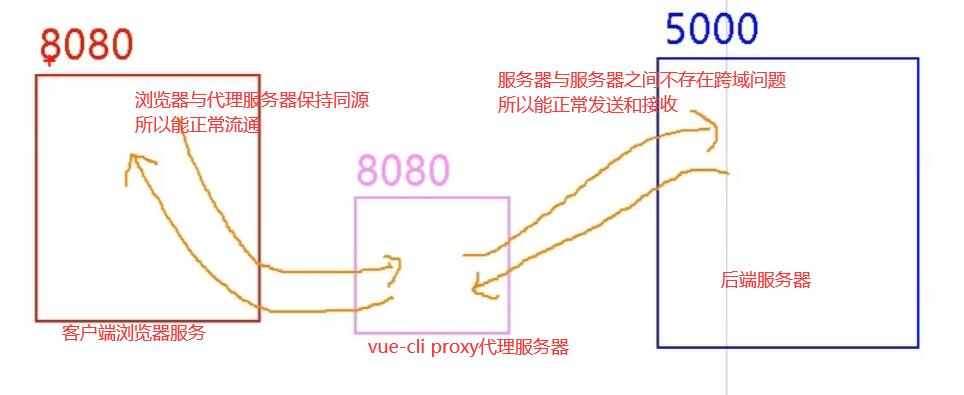 8080
5000
浏览器与代理服务器保持同源
所以能正常流通
服务器与服务器之间不存在跨域问题
所以能正常发送和接收
8080
后端服务器
客户端浏览器服务
vue-cli proxy代理服务器